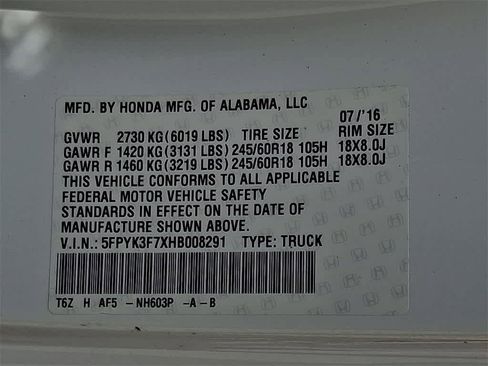 MFD. BY HONDA MFG. OF ALABAMA, LLC 07/'16
GVWR 2730 KG(6019 LBS) TIRE SIZE RIM SIZE
GAWR F 1420 KG(3131 LBS) 245/60R18 105H 18X8.0J
GAWR R 1460 KG(3219 LBS) 245/60R18 105H 18X8.0J
THIS VEHICLE CONFORMS TO ALL APPLICABLE
FEDERAL MOTOR VEHICLE SAFETY
STANDARDS IN EFFECT ON THE DATE OF
MANUFACTURE SHOWN ABOVE.
V.I.N.: 5FPYK3F7XHB008291 TYPE: TRUCK
T6Z H AF5 -NH603P -A-B